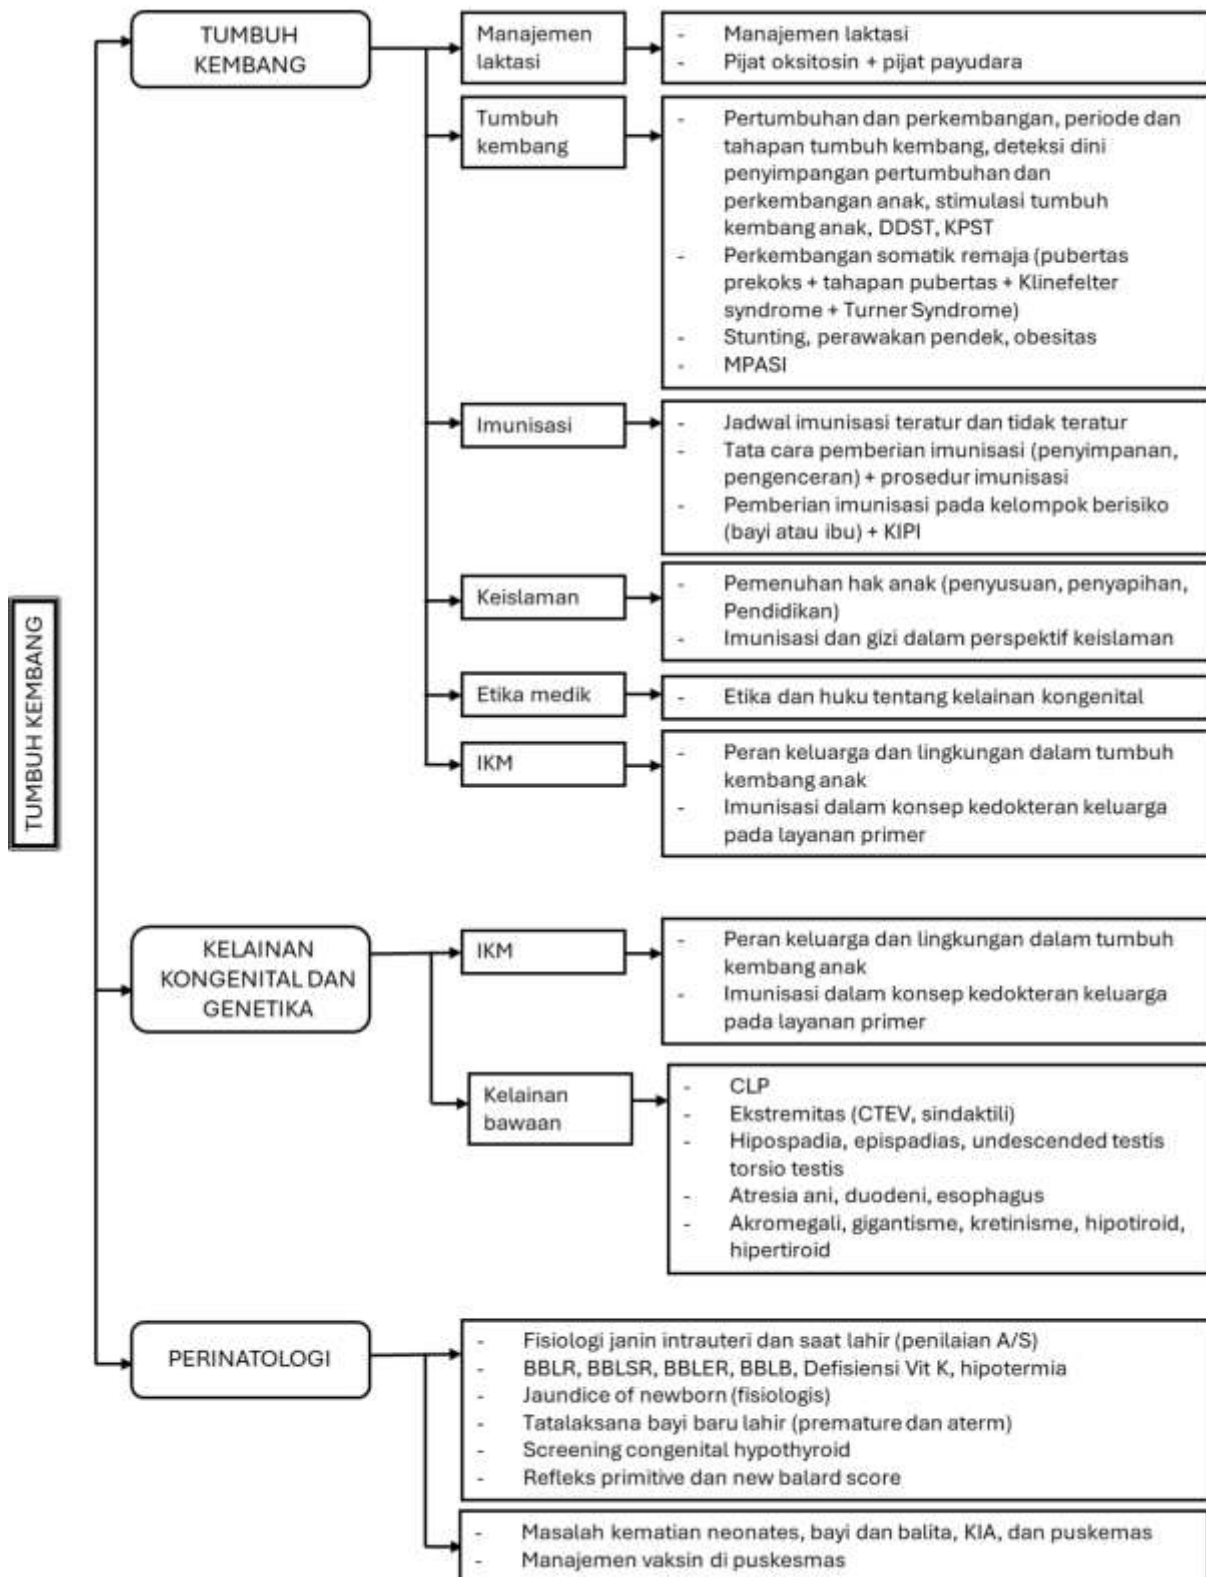 TUMBUH KEMBANG
TUMBUH
KEMBANG
Manajemen
laktasi
- Manajemen laktasi
- Pijat oksitosin + pijat payudara
Tumbuh
kembang
- Pertumbuhan dan perkembangan, periode dan
tahapan tumbuh kembang, deteksi dini
penyimpangan pertumbuhan dan
perkembangan anak, stimulasi tumbuh
kembang anak, DDST, KPST
- Perkembangan somatik remaja (pubertas
prekoks + tahapan pubertas + Klinefelter
syndrome + Turner Syndrome)
- Stunting, perawakan pendek, obesitas
- MPASI
Imunisasi
- Jadwal imunisasi teratur dan tidak teratur
- Tata cara pemberian imunisasi (penyimpanan,
pengenceran) + prosedur imunisasi
- Pemberian imunisasi pada kelompok berisiko
(bayi atau ibu) + KIPI
Keislaman
- Pemenuhan hak anak (penyusuan, penyapihan,
Pendidikan)
- Imunisasi dan gizi dalam perspektif keislaman
Etika medik
- Etika dan huku tentang kelainan kongenital
IKM
- Peran keluarga dan lingkungan dalam tumbuh
kembang anak
- Imunisasi dalam konsep kedokteran keluarga
pada layanan primer
KELAINAN
KONGENITAL DAN
GENETIKA
IKM
- Peran keluarga dan lingkungan dalam tumbuh
kembang anak
- Imunisasi dalam konsep kedokteran keluarga
pada layanan primer
Kelainan
bawaan
- CLP
- Ekstremitas (CTEV, sindaktili)
- Hipospadia, epispadias, undescended testis
torsio testis
- Atresia ani, duodeni, esophagus
- Akromegali, gigantisme, kretinisme, hipotiroid,
hipertiroid
PERINATOLOGI
- Fisiologi janin intrauteri dan saat lahir (penilaian A/S)
- BBLR, BBLSR, BBLER, BBLB, Defisiensi Vit K, hipotermia
- Jaundice of newborn (fisiologis)
- Tatalaksana bayi baru lahir (premature dan aterm)
- Screening congenital hypothyroid
- Refleks primitive dan new balard score
- Masalah kematian neonates, bayi dan balita, KIA, dan puskemas
- Manajemen vaksin di puskesmas